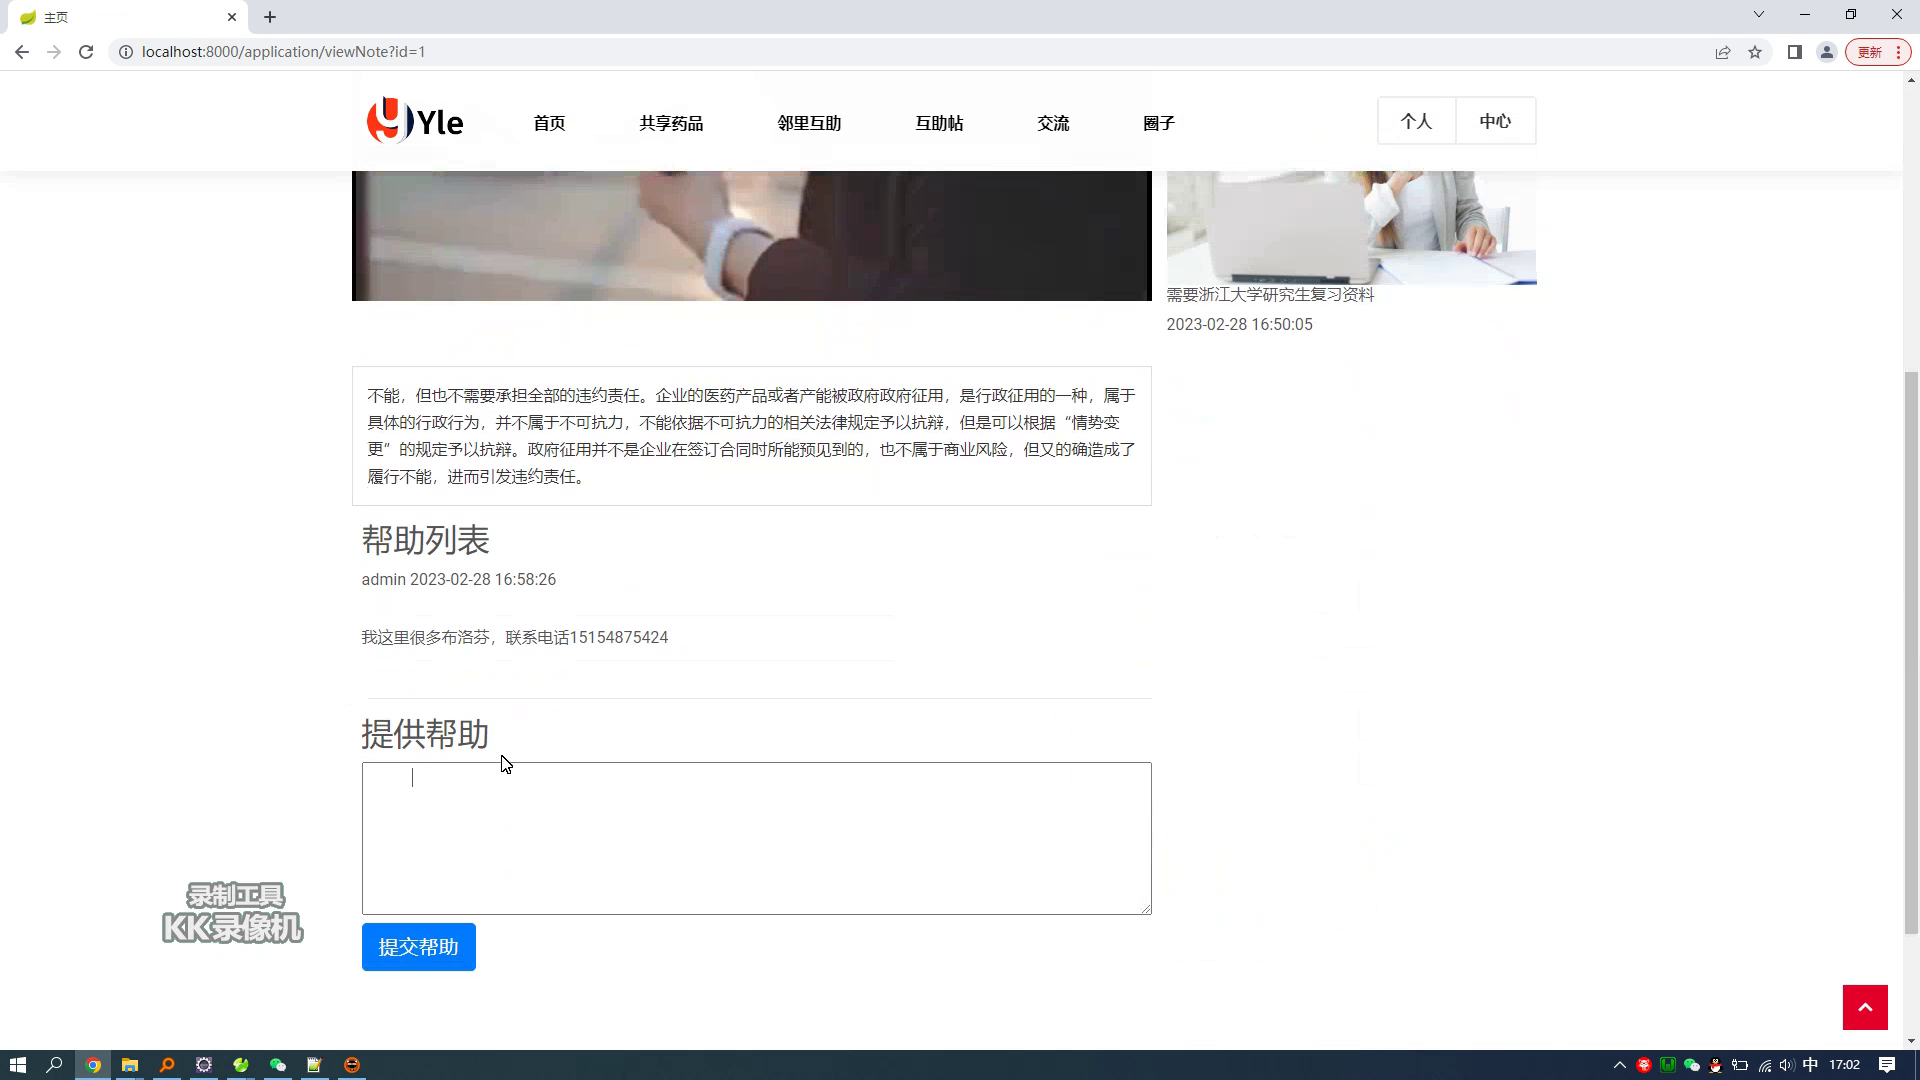 主页
localhost:8000/application/viewNote?id=1
更新
Yle
首页
共享药品
邻里互助
互助帖
交流
圈子
个人
中心
需要浙江大学研究生复习资料
2023-02-28 16:50:05
不能，但也不需要承担全部的违约责任。企业的医药产品或者产能被政府政府征用，是行政征用的一种，属于
具体的行政行为，并不属于不可抗力，不能依据不可抗力的相关法律规定予以抗辩，但是可以根据“情势变
更”的规定予以抗辩。政府征用并不是企业在签订合同时所能预见到的，也不属于商业风险，但又的确造成了
履行不能，进而引发违约责任。
帮助列表
admin 2023-02-28 16:58:26
我这里很多布洛芬，联系电话15154875424
提供帮助
录制工具
KK录像机
提交帮助
中
17:02